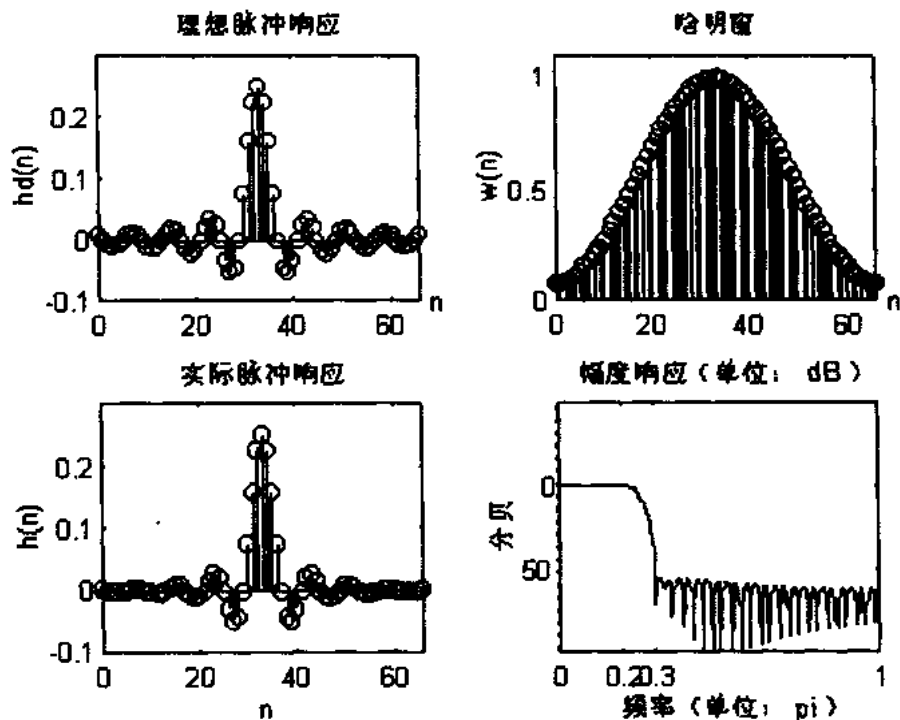 理想脉冲响应
哈明窗
hd(n)
0.2
0.1
0
-0.1
0 20 40 n
w(n)
1
0.5
0
0 20 40 60 n
实际脉冲响应
幅度响应（单位： dB）
h(n)
0.2
0.1
0
-0.1
0 20 40 60
n
分贝
0
50
0 0.2 0.3 1
频率（单位： pi）